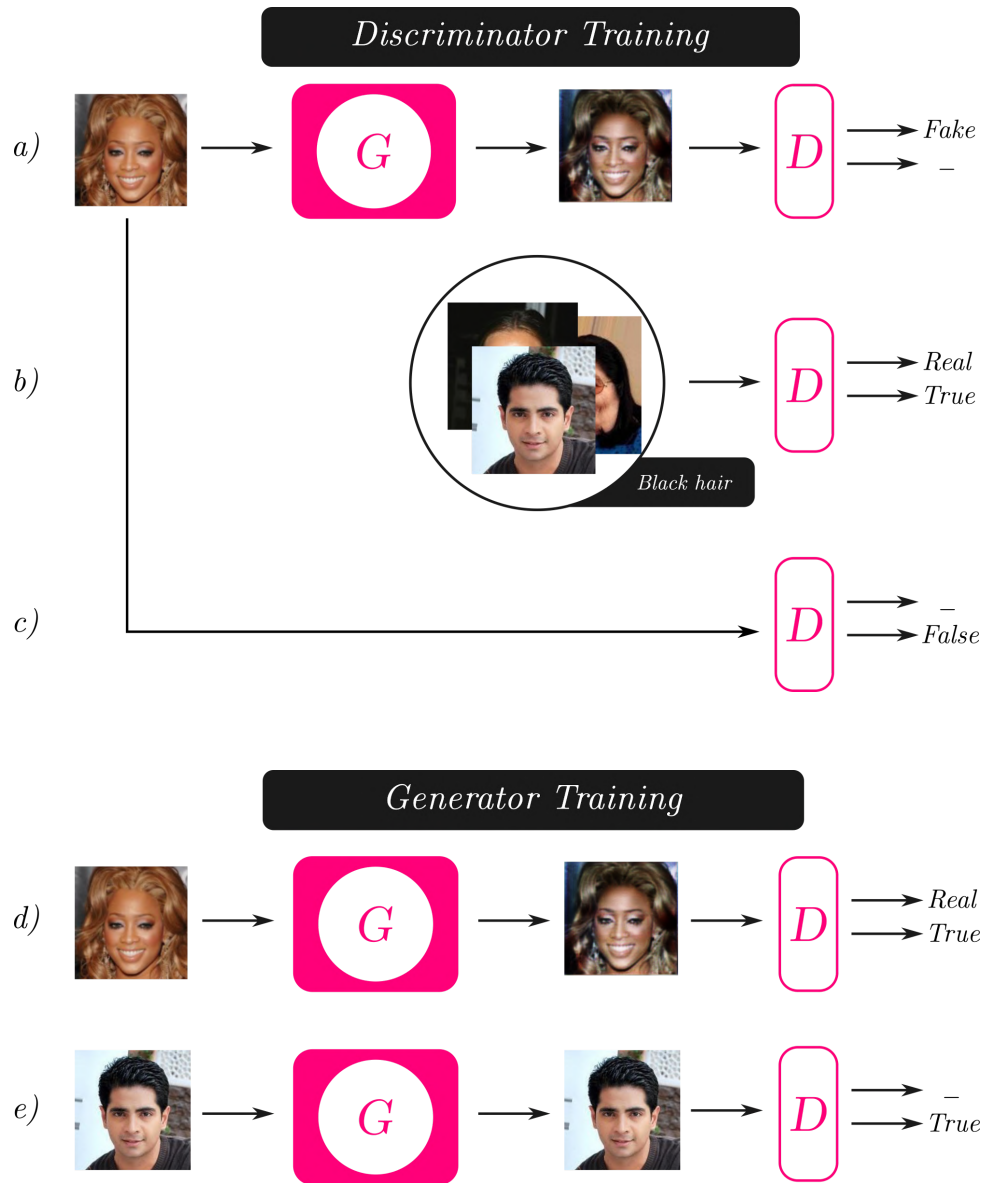 Discriminator Training
a)
G
D
Fake
–
b)
D
Real
True
Black hair
c)
D
–
False
Generator Training
d)
G
D
Real
True
e)
G
D
–
True